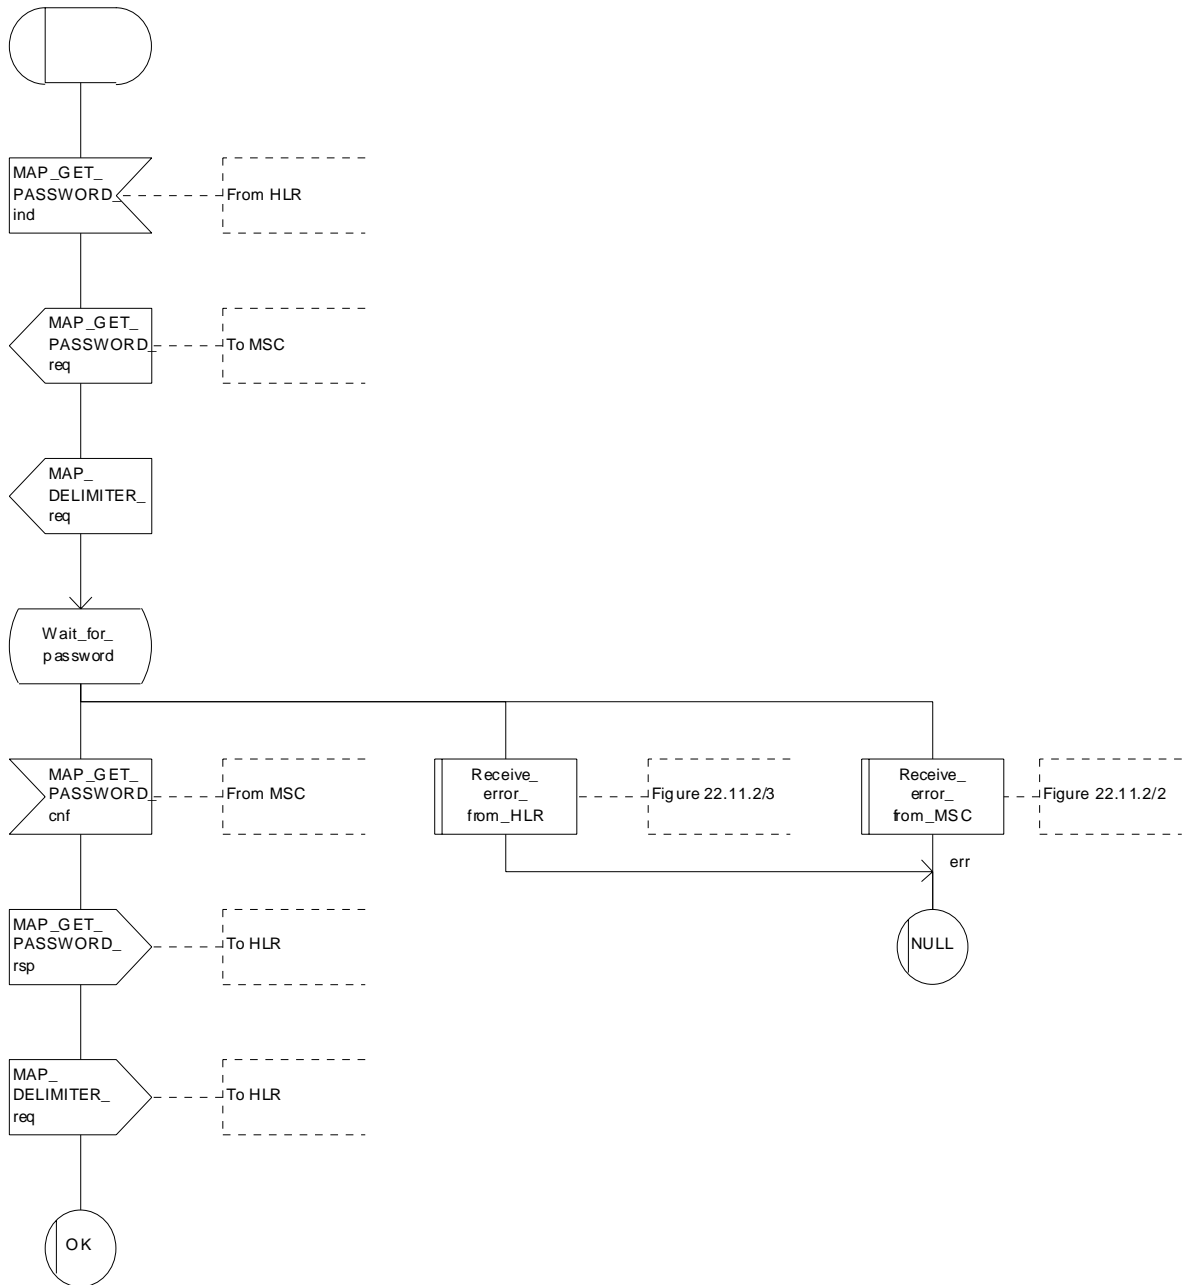 MAP_GET_
PASSWORD_
ind
From HLR
MAP_GET_
PASSWORD_
req
To MSC
MAP_
DELIMITER_
req
Wait_for_
password
MAP_GET_
PASSWORD_
cnf
From MSC
Receive_
error_
from_HLR
Figure 22.11.2/3
Receive_
error_
from_MSC
Figure 22.11.2/2
err
MAP_GET_
PASSWORD_
rsp
To HLR
NULL
MAP_
DELIMITER_
req
To HLR
OK